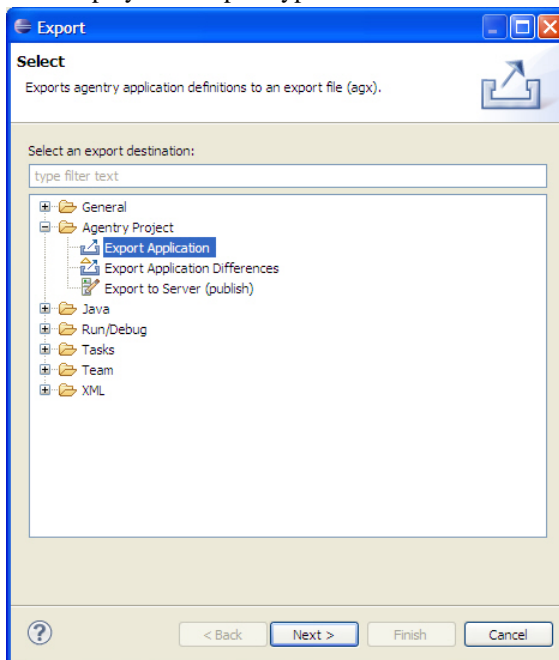 Export
Select
Exports agentry application definitions to an export file (agx).
Select an export destination:
type filter text
General
Agentry Project
Export Application
Export Application Differences
Export to Server (publish)
Java
Run/Debug
Tasks
Team
XML
?
< Back Next > Finish Cancel